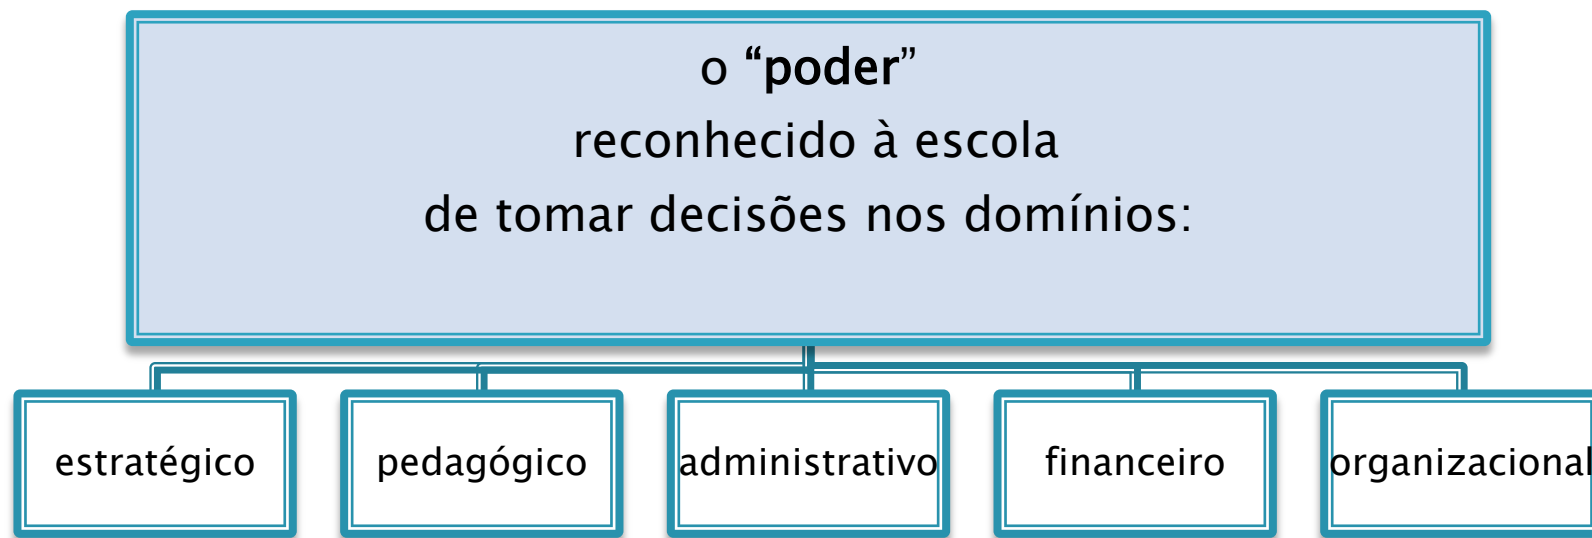 o “poder”
reconhecido à escola
de tomar decisões nos domínios:
estratégico
pedagógico
administrativo
financeiro
organizacional